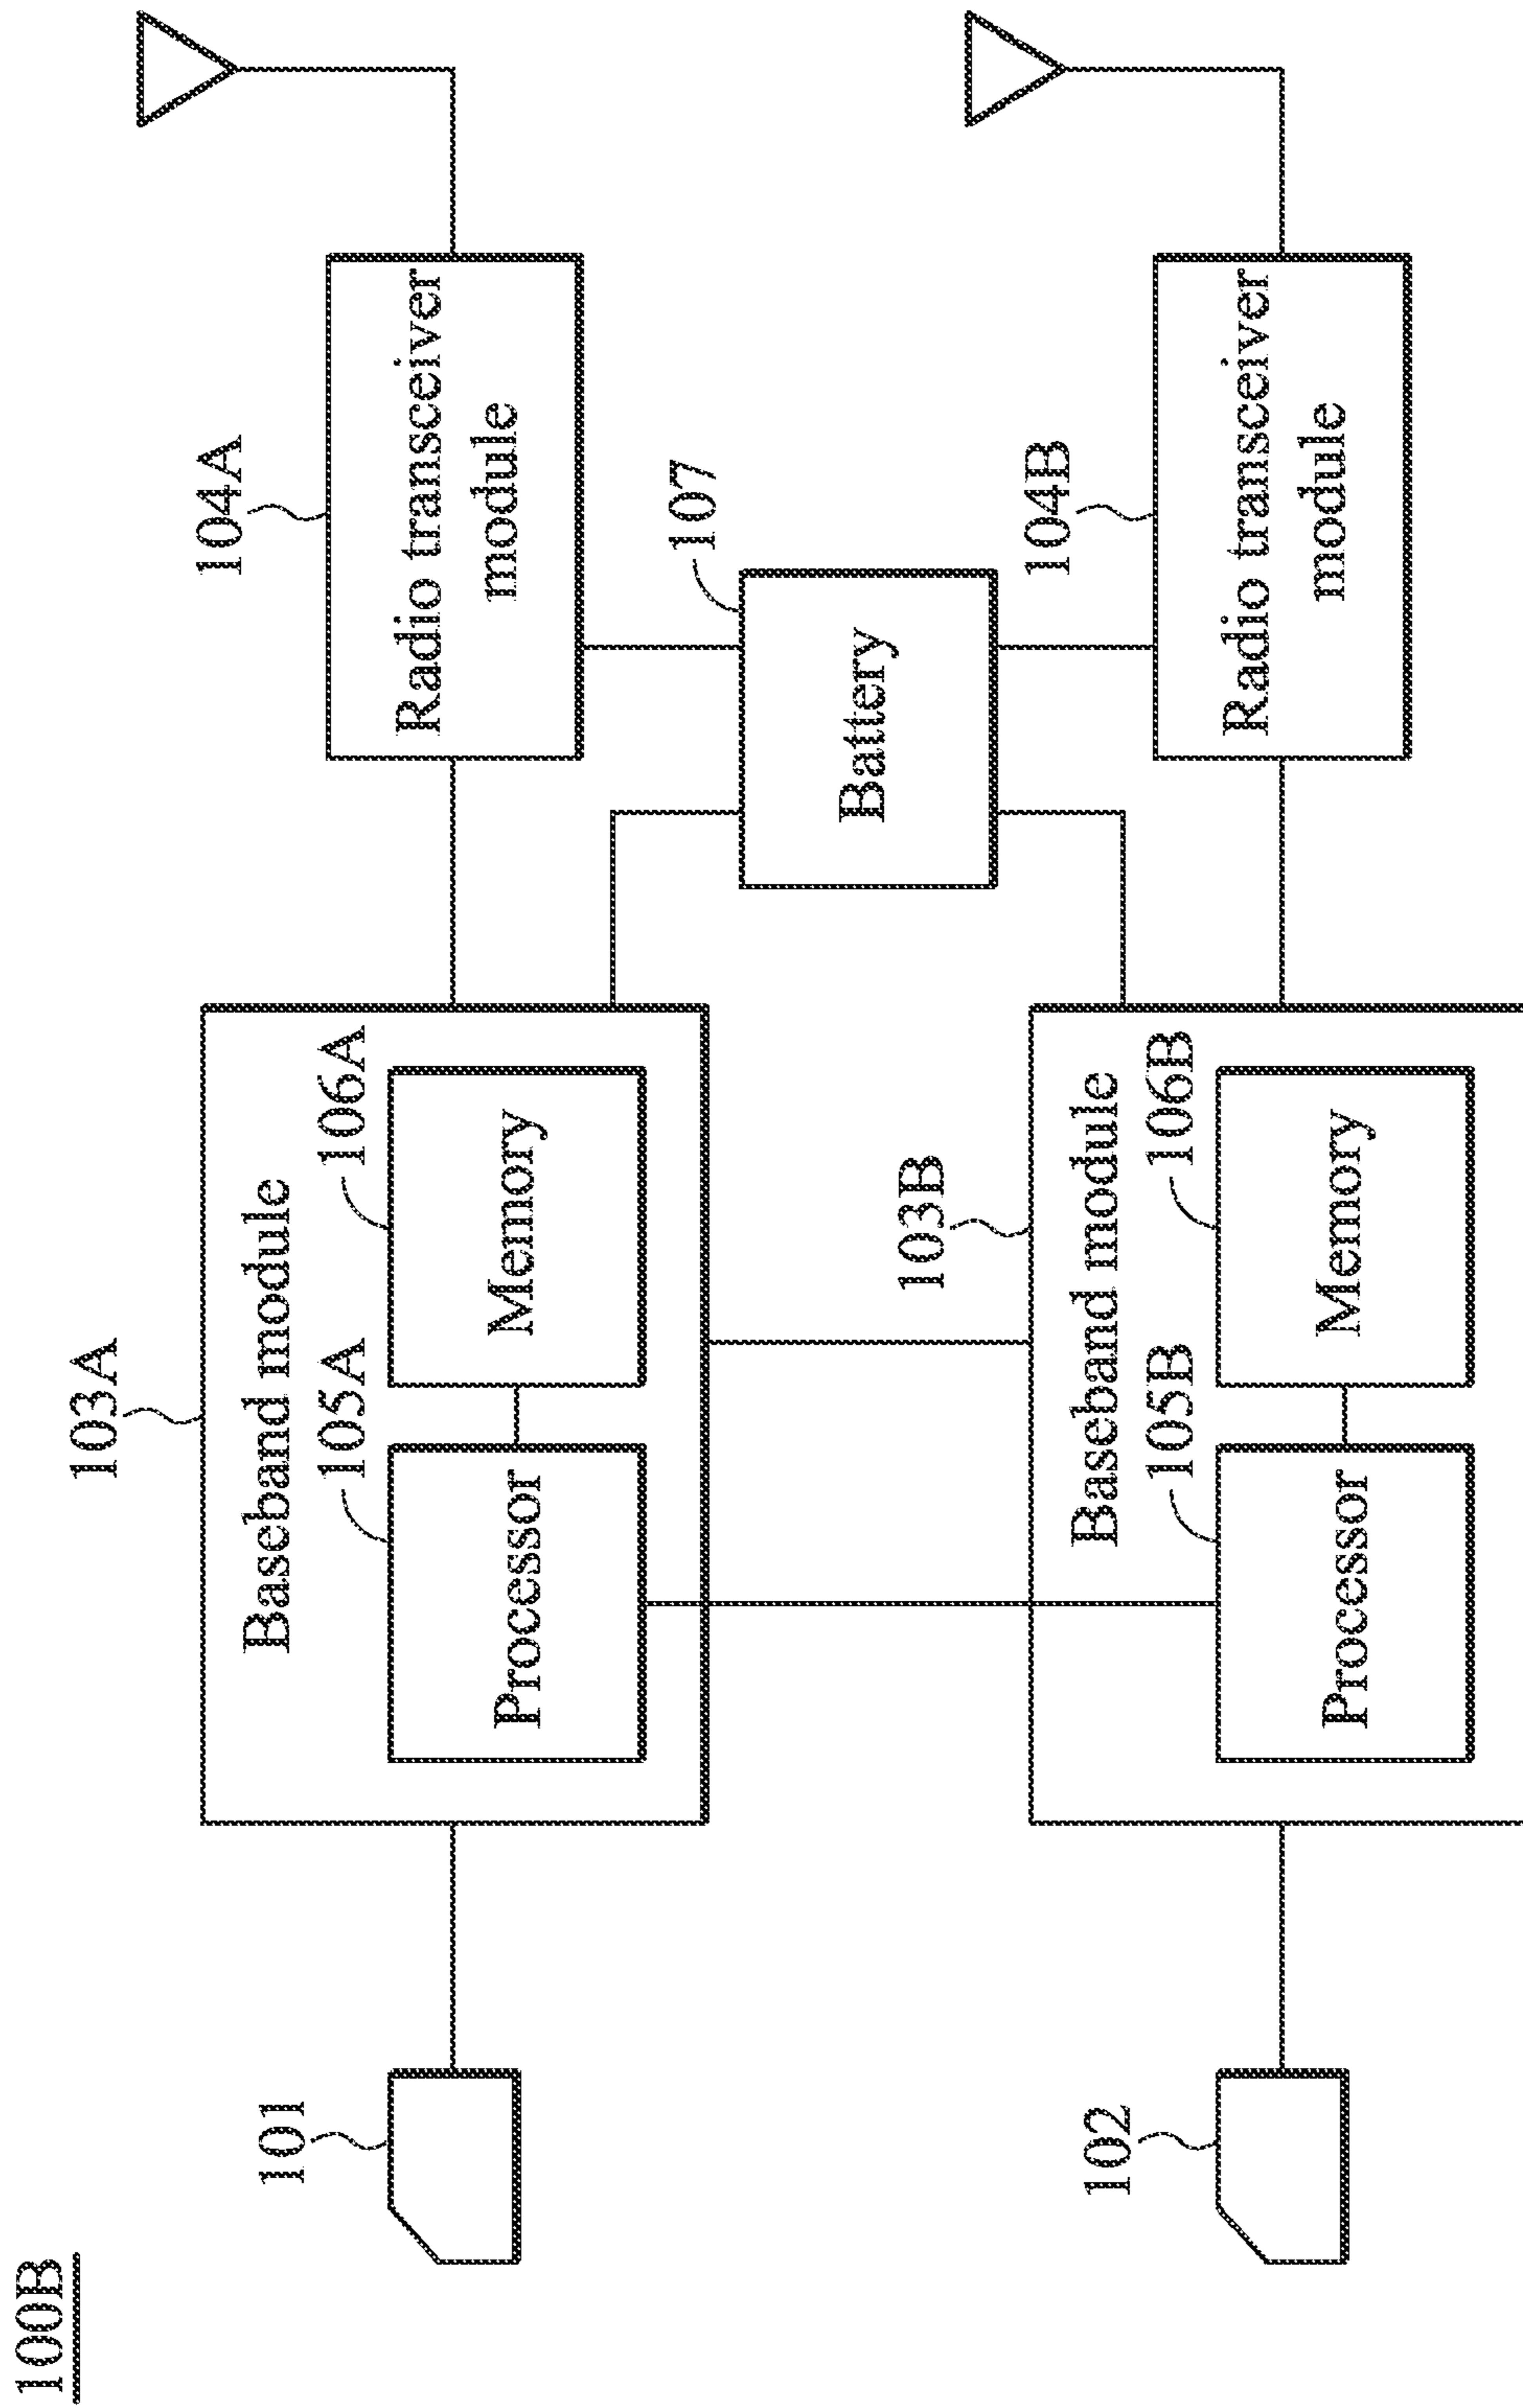 100B
101
103A
Baseband module
105A
106A
Processor
Memory
104A
Radio transceiver
module
107
Battery
102
103B
Baseband module
105B
106B
Processor
Memory
104B
Radio transceiver
module